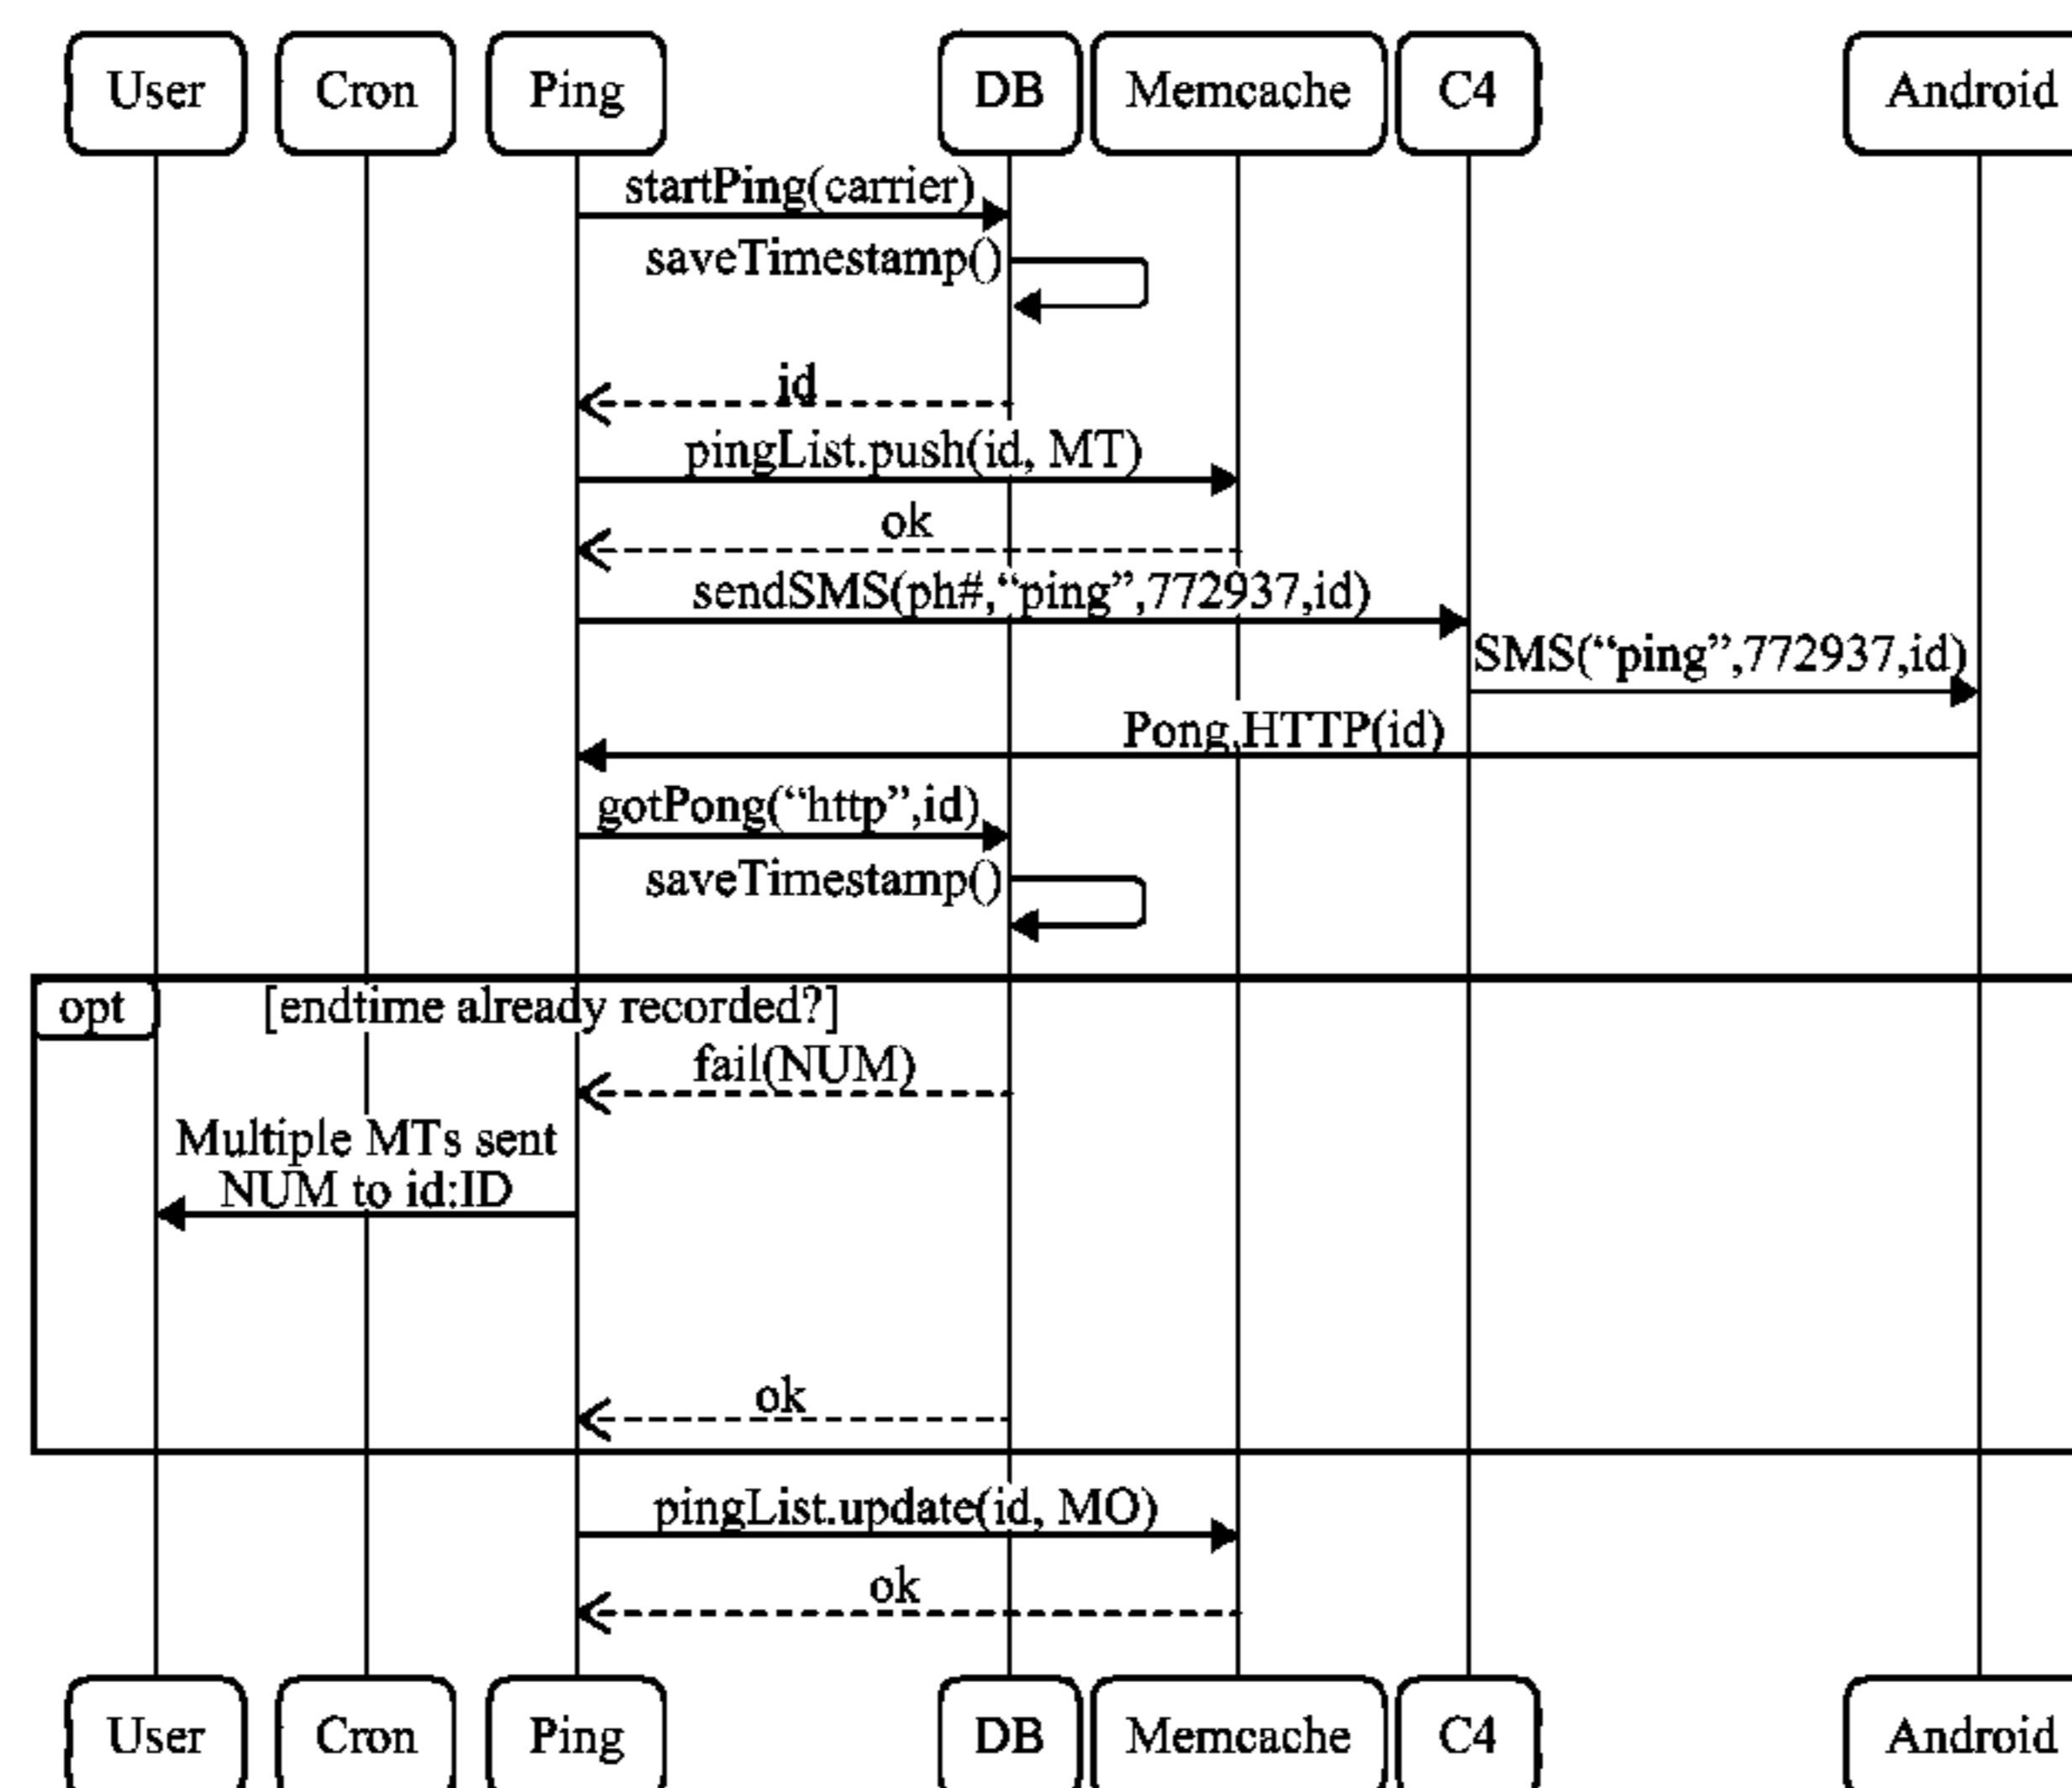 User Cron Ping DB Memcache C4 Android
startPing(carrier)
saveTimestamp()
id
pingList.push(id, MT)
ok
sendSMS(ph#,“ping”,772937,id)
SMS(“ping”,772937,id)
Pong,HTTP(id)
gotPong(“http”,id)
saveTimestamp()
opt [endtime already recorded?]
fail(NUM)
Multiple MTs sent
NUM to id:ID
ok
pingList.update(id, MO)
ok
User Cron Ping DB Memcache C4 Android